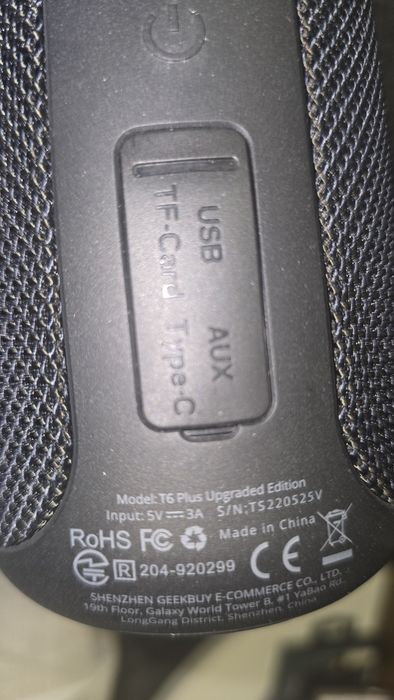 USB AUX
TF-Card Type-C
Model: T6 Plus Upgraded Edition
Input: 5V⎓3A S/N:TS220525V
RoHS FC Made in China
R 204-920299 CE
SHENZHEN GEEKBUY E-COMMERCE CO., LTD.
19th Floor, Galaxy World Tower B, #1 YaBao Rd.,
LongGang District, Shenzhen, China